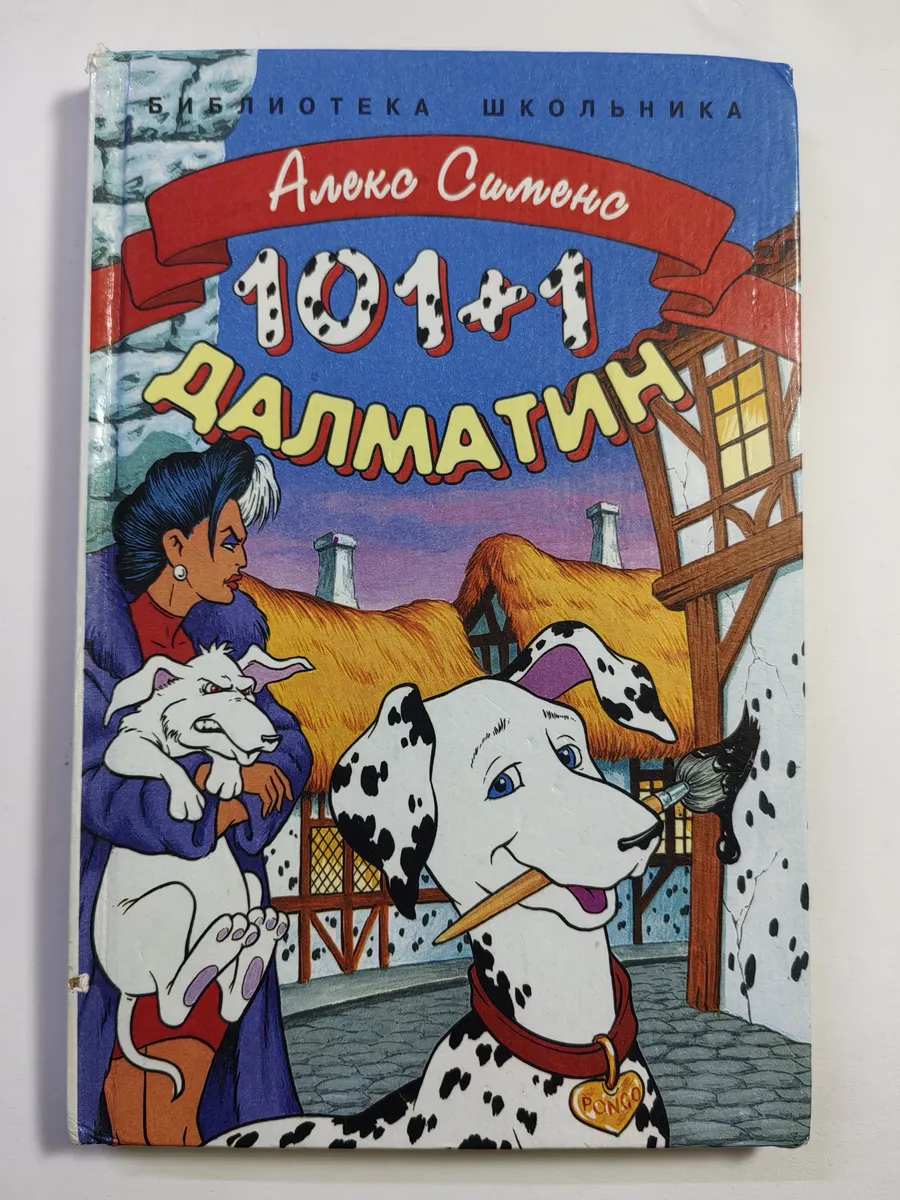 БИБЛИОТЕКА ШКОЛЬНИКА
Алекс Сименс
101+1
ДАЛМАТИН
PONGO